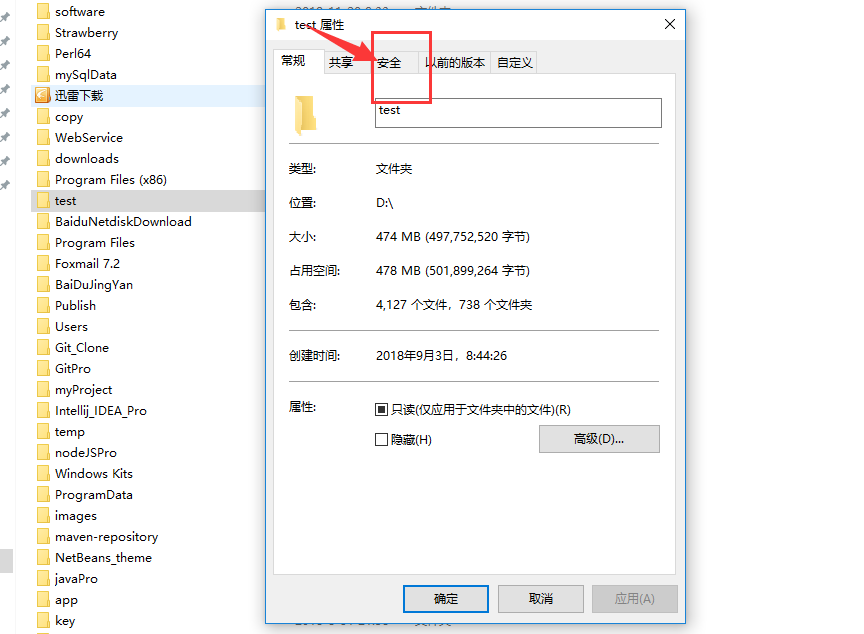 software
Strawberry
Perl64
mySqlData
迅雷下载
copy
WebService
downloads
Program Files (x86)
test
BaiduNetdiskDownload
Program Files
Foxmail 7.2
BaiDuJingYan
Publish
Users
Git_Clone
GitPro
myProject
Intellij_IDEA_Pro
temp
nodeJSPro
Windows Kits
ProgramData
images
maven-repository
NetBeans_theme
javaPro
app
key
test 属性
常规 共享 安全 以前的版本 自定义
test
类型: 文件夹
位置: D:\
大小: 474 MB (497,752,520 字节)
占用空间: 478 MB (501,899,264 字节)
包含: 4,127 个文件，738 个文件夹
创建时间: 2018年9月3日，8:44:26
属性: 只读(仅应用于文件夹中的文件)(R)
隐藏(H) 高级(D)...
确定 取消 应用(A)